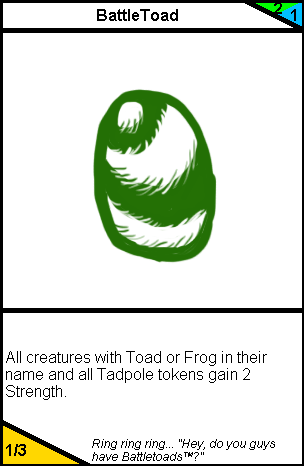 BattleToad
2
1
All creatures with Toad or Frog in their
name and all Tadpole tokens gain 2
Strength.
1/3
Ring ring ring... "Hey, do you guys
have Battletoads™?"